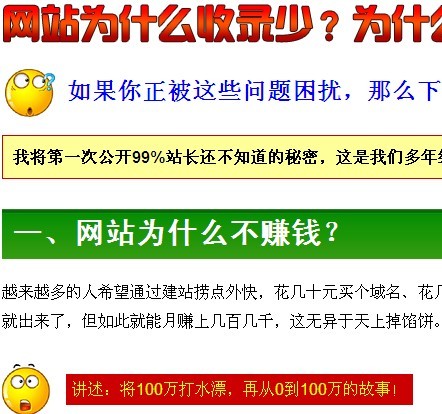 网站为什么收录少？为什么
如果你正被这些问题困扰，那么下
我将第一次公开99%站长还不知道的秘密，这是我们多年
一、网站为什么不赚钱？
越来越多的人希望通过建站捞点外快，花几十元买个域名、花几
就出来了，但如此就能月赚上几百几千，这无异于天上掉馅饼。
讲述：将100万打水漂，再从0到100万的故事！